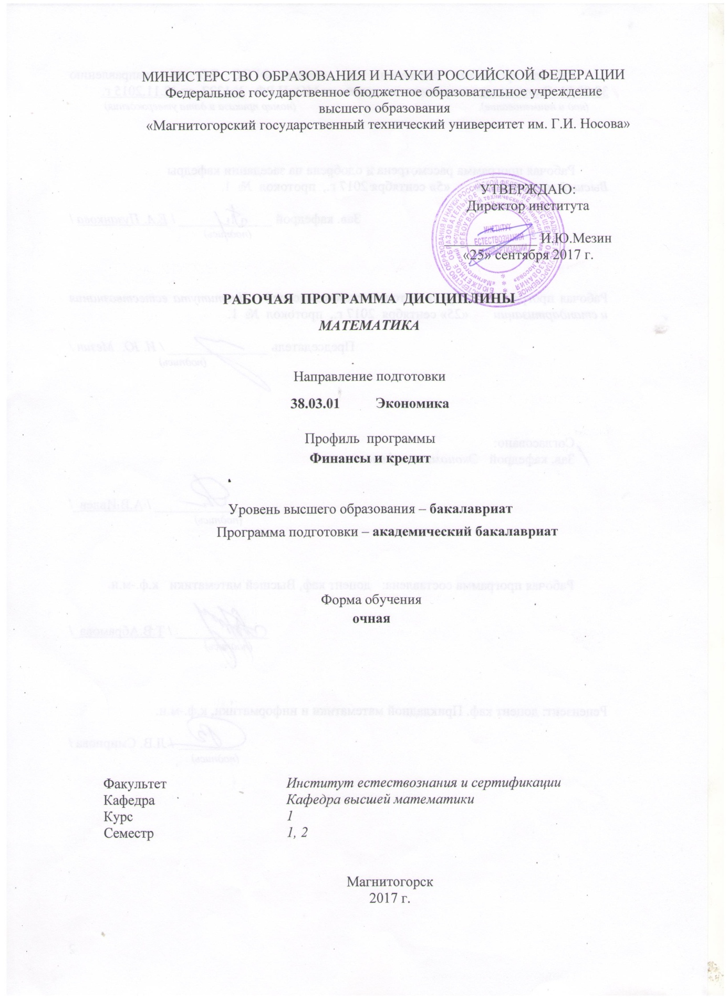 МИНИСТЕРСТВО ОБРАЗОВАНИЯ И НАУКИ РОССИЙСКОЙ ФЕДЕРАЦИИ
Федеральное государственное бюджетное образовательное учреждение
высшего образования
«Магнитогорский государственный технический университет им. Г.И. Носова»
УТВЕРЖДАЮ:
Директор института
И.Ю.Мезин
«25» сентября 2017 г.
ИНСТИТУТ
ЕСТЕСТВОЗНАНИЯ
РАБОЧАЯ ПРОГРАММА ДИСЦИПЛИНЫ
МАТЕМАТИКА
Направление подготовки
38.03.01 Экономика
Профиль программы
Финансы и кредит
Уровень высшего образования – бакалавриат
Программа подготовки – академический бакалавриат
Форма обучения
очная
Факультет Институт естествознания и сертификации
Кафедра Кафедра высшей математики
Курс 1
Семестр 1, 2
Магнитогорск
2017 г.